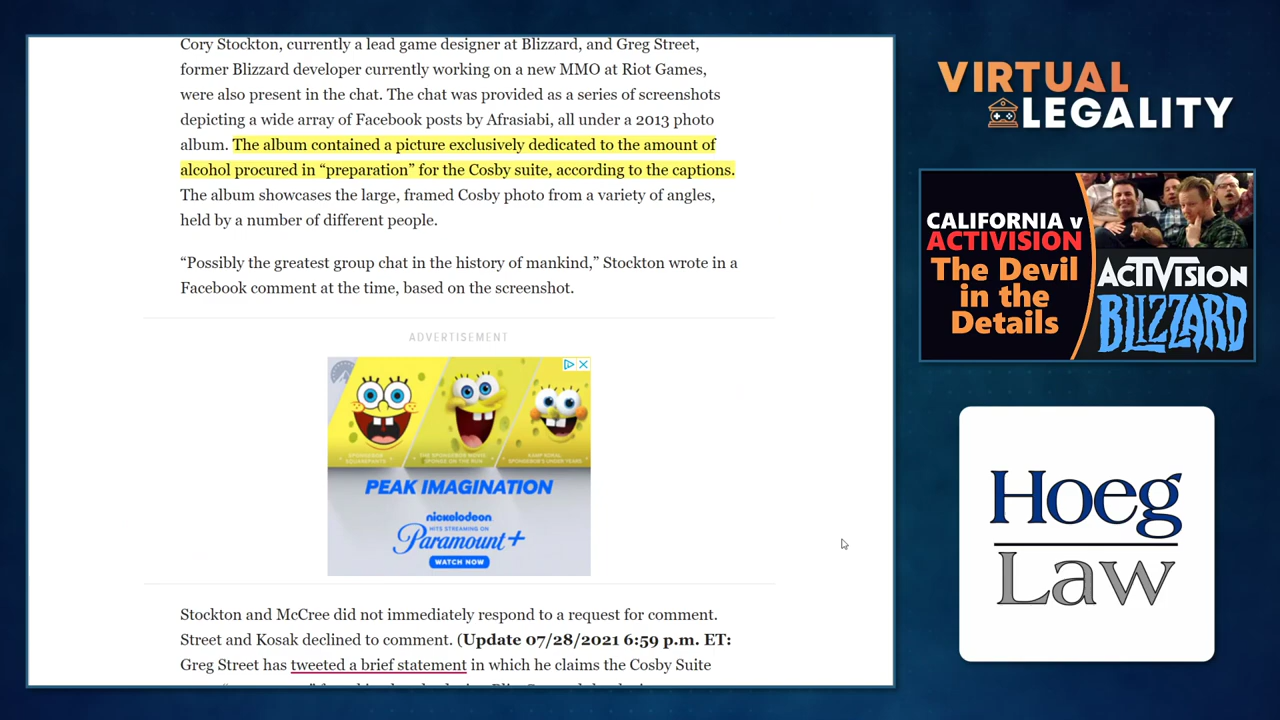 Cory Stockton, currently a lead game designer at Blizzard, and Greg Street,
former Blizzard developer currently working on a new MMO at Riot Games,
were also present in the chat. The chat was provided as a series of screenshots
depicting a wide array of Facebook posts by Afrasiabi, all under a 2013 photo
album. The album contained a picture exclusively dedicated to the amount of
alcohol procured in “preparation” for the Cosby suite, according to the captions.
The album showcases the large, framed Cosby photo from a variety of angles,
held by a number of different people.
“Possibly the greatest group chat in the history of mankind,” Stockton wrote in a
Facebook comment at the time, based on the screenshot.
ADVERTISEMENT
PEAK IMAGINATION
nickelodeon
HITS STREAMING ON
Paramount+
WATCH NOW
Stockton and McCree did not immediately respond to a request for comment.
Street and Kosak declined to comment. (Update 07/28/2021 6:59 p.m. ET:
Greg Street has tweeted a brief statement in which he claims the Cosby Suite
VIRTUAL
LEGALITY
CALIFORNIA v
ACTIVISION
The Devil
in the
Details
ACTIVISION
BLIZZARD
Hoeg
Law